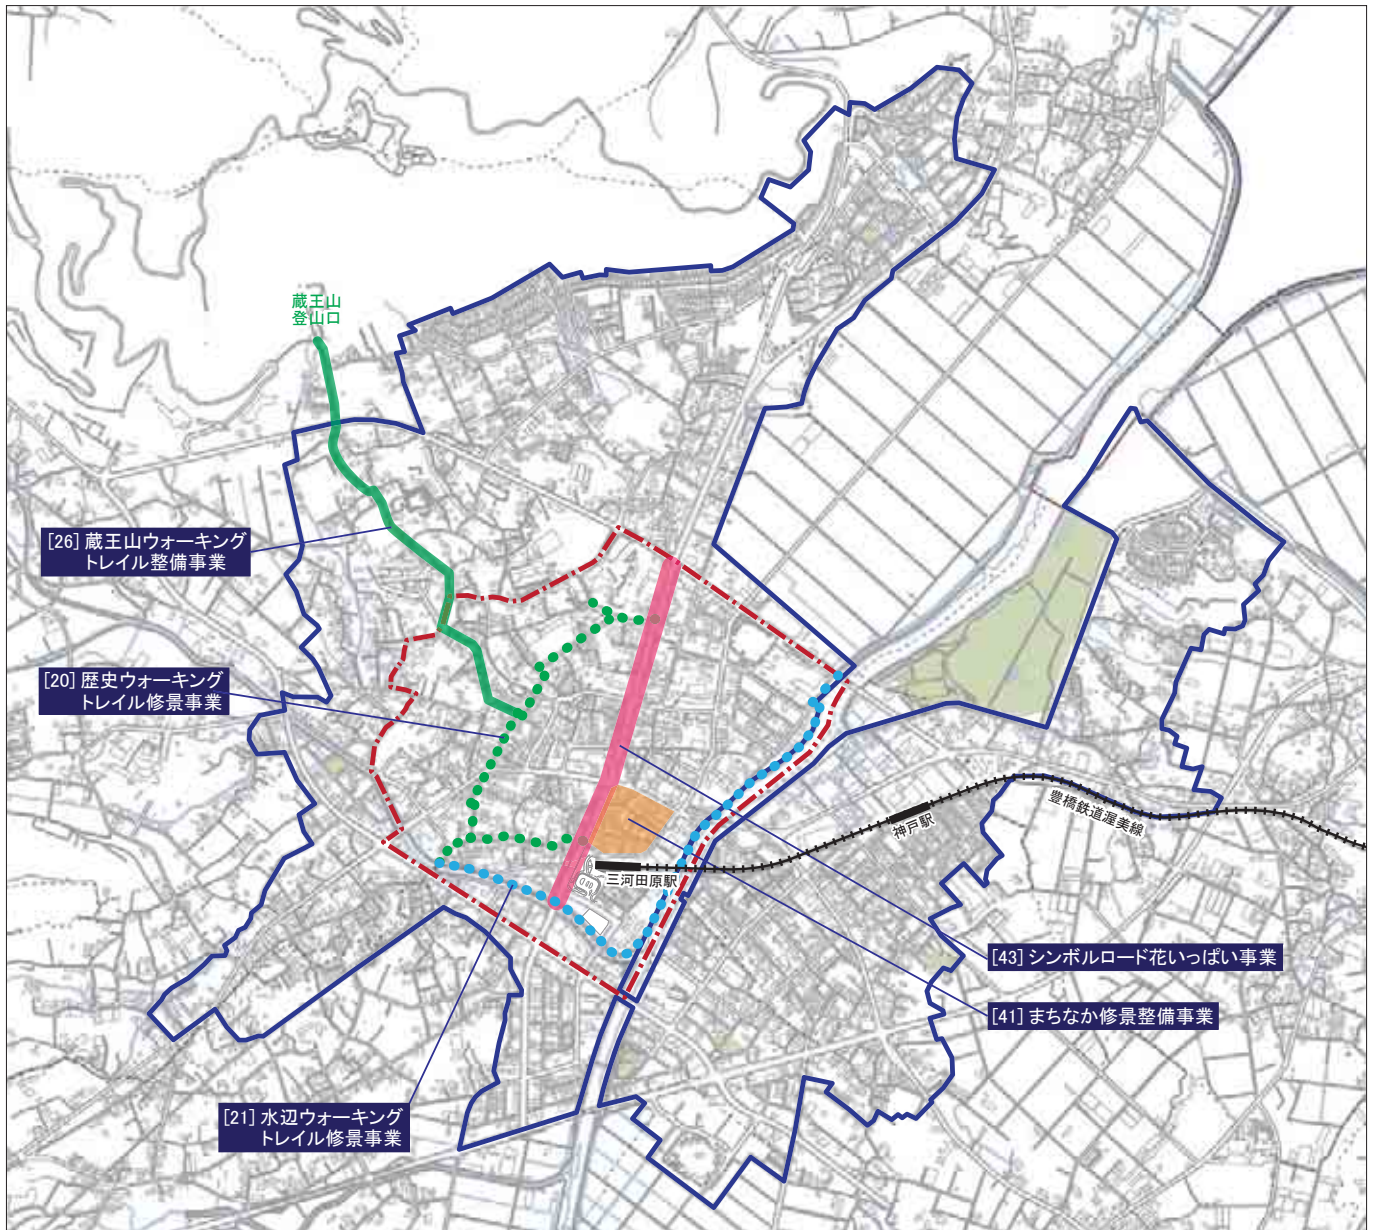 蔵王山
登山口
[26] 蔵王山ウォーキング
トレイル整備事業
[20] 歴史ウォーキング
トレイル修景事業
豊橋鉄道渥美線
神戸駅
三河田原駅
[43] シンボルロード花いっぱい事業
[41] まちなか修景整備事業
[21] 水辺ウォーキング
トレイル修景事業